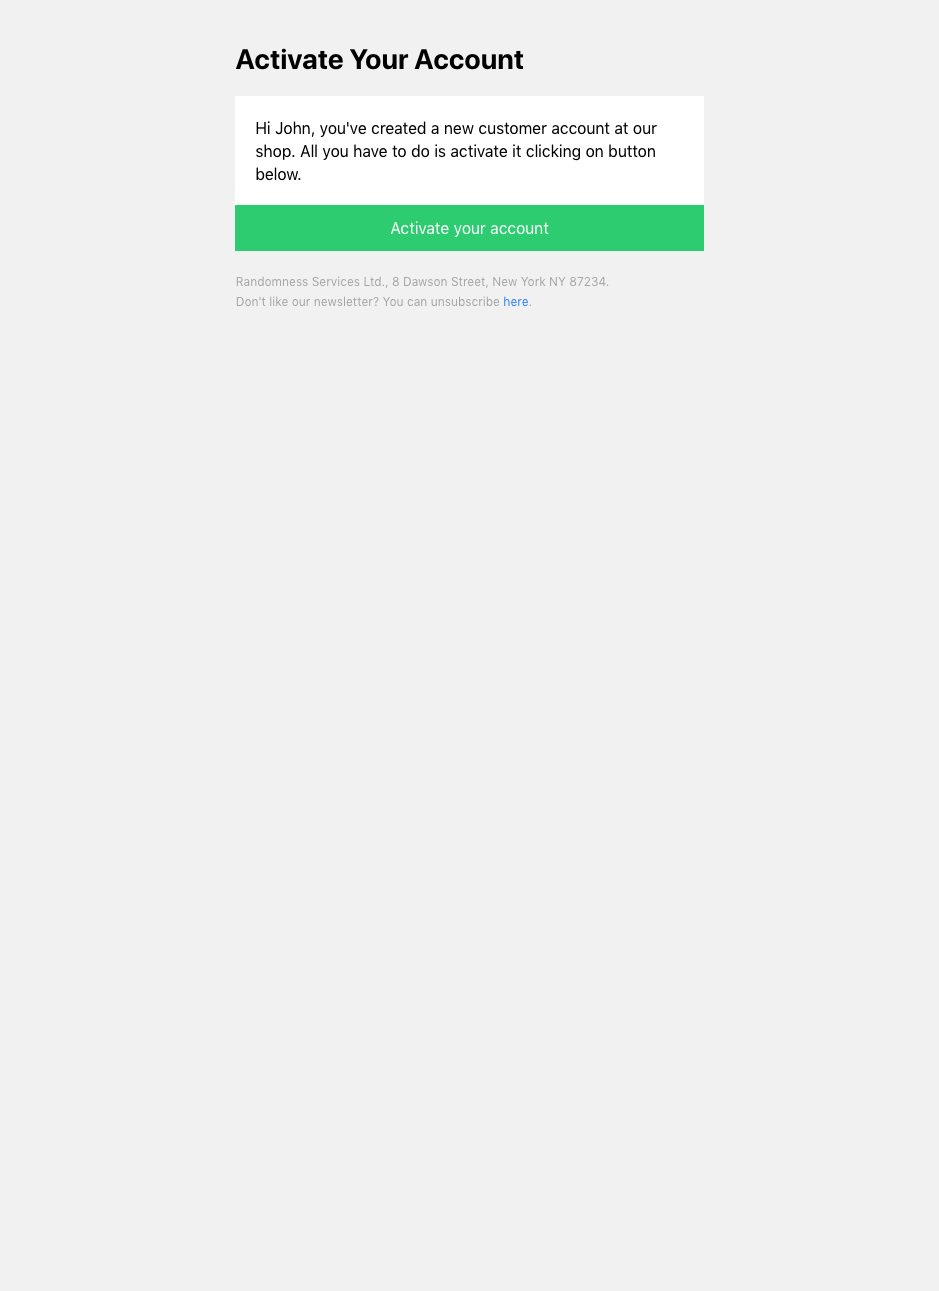 Activate Your Account
Hi John, you've created a new customer account at our
shop. All you have to do is activate it clicking on button
below.
Activate your account
Randomness Services Ltd., 8 Dawson Street, New York NY 87234.
Don't like our newsletter? You can unsubscribe here.